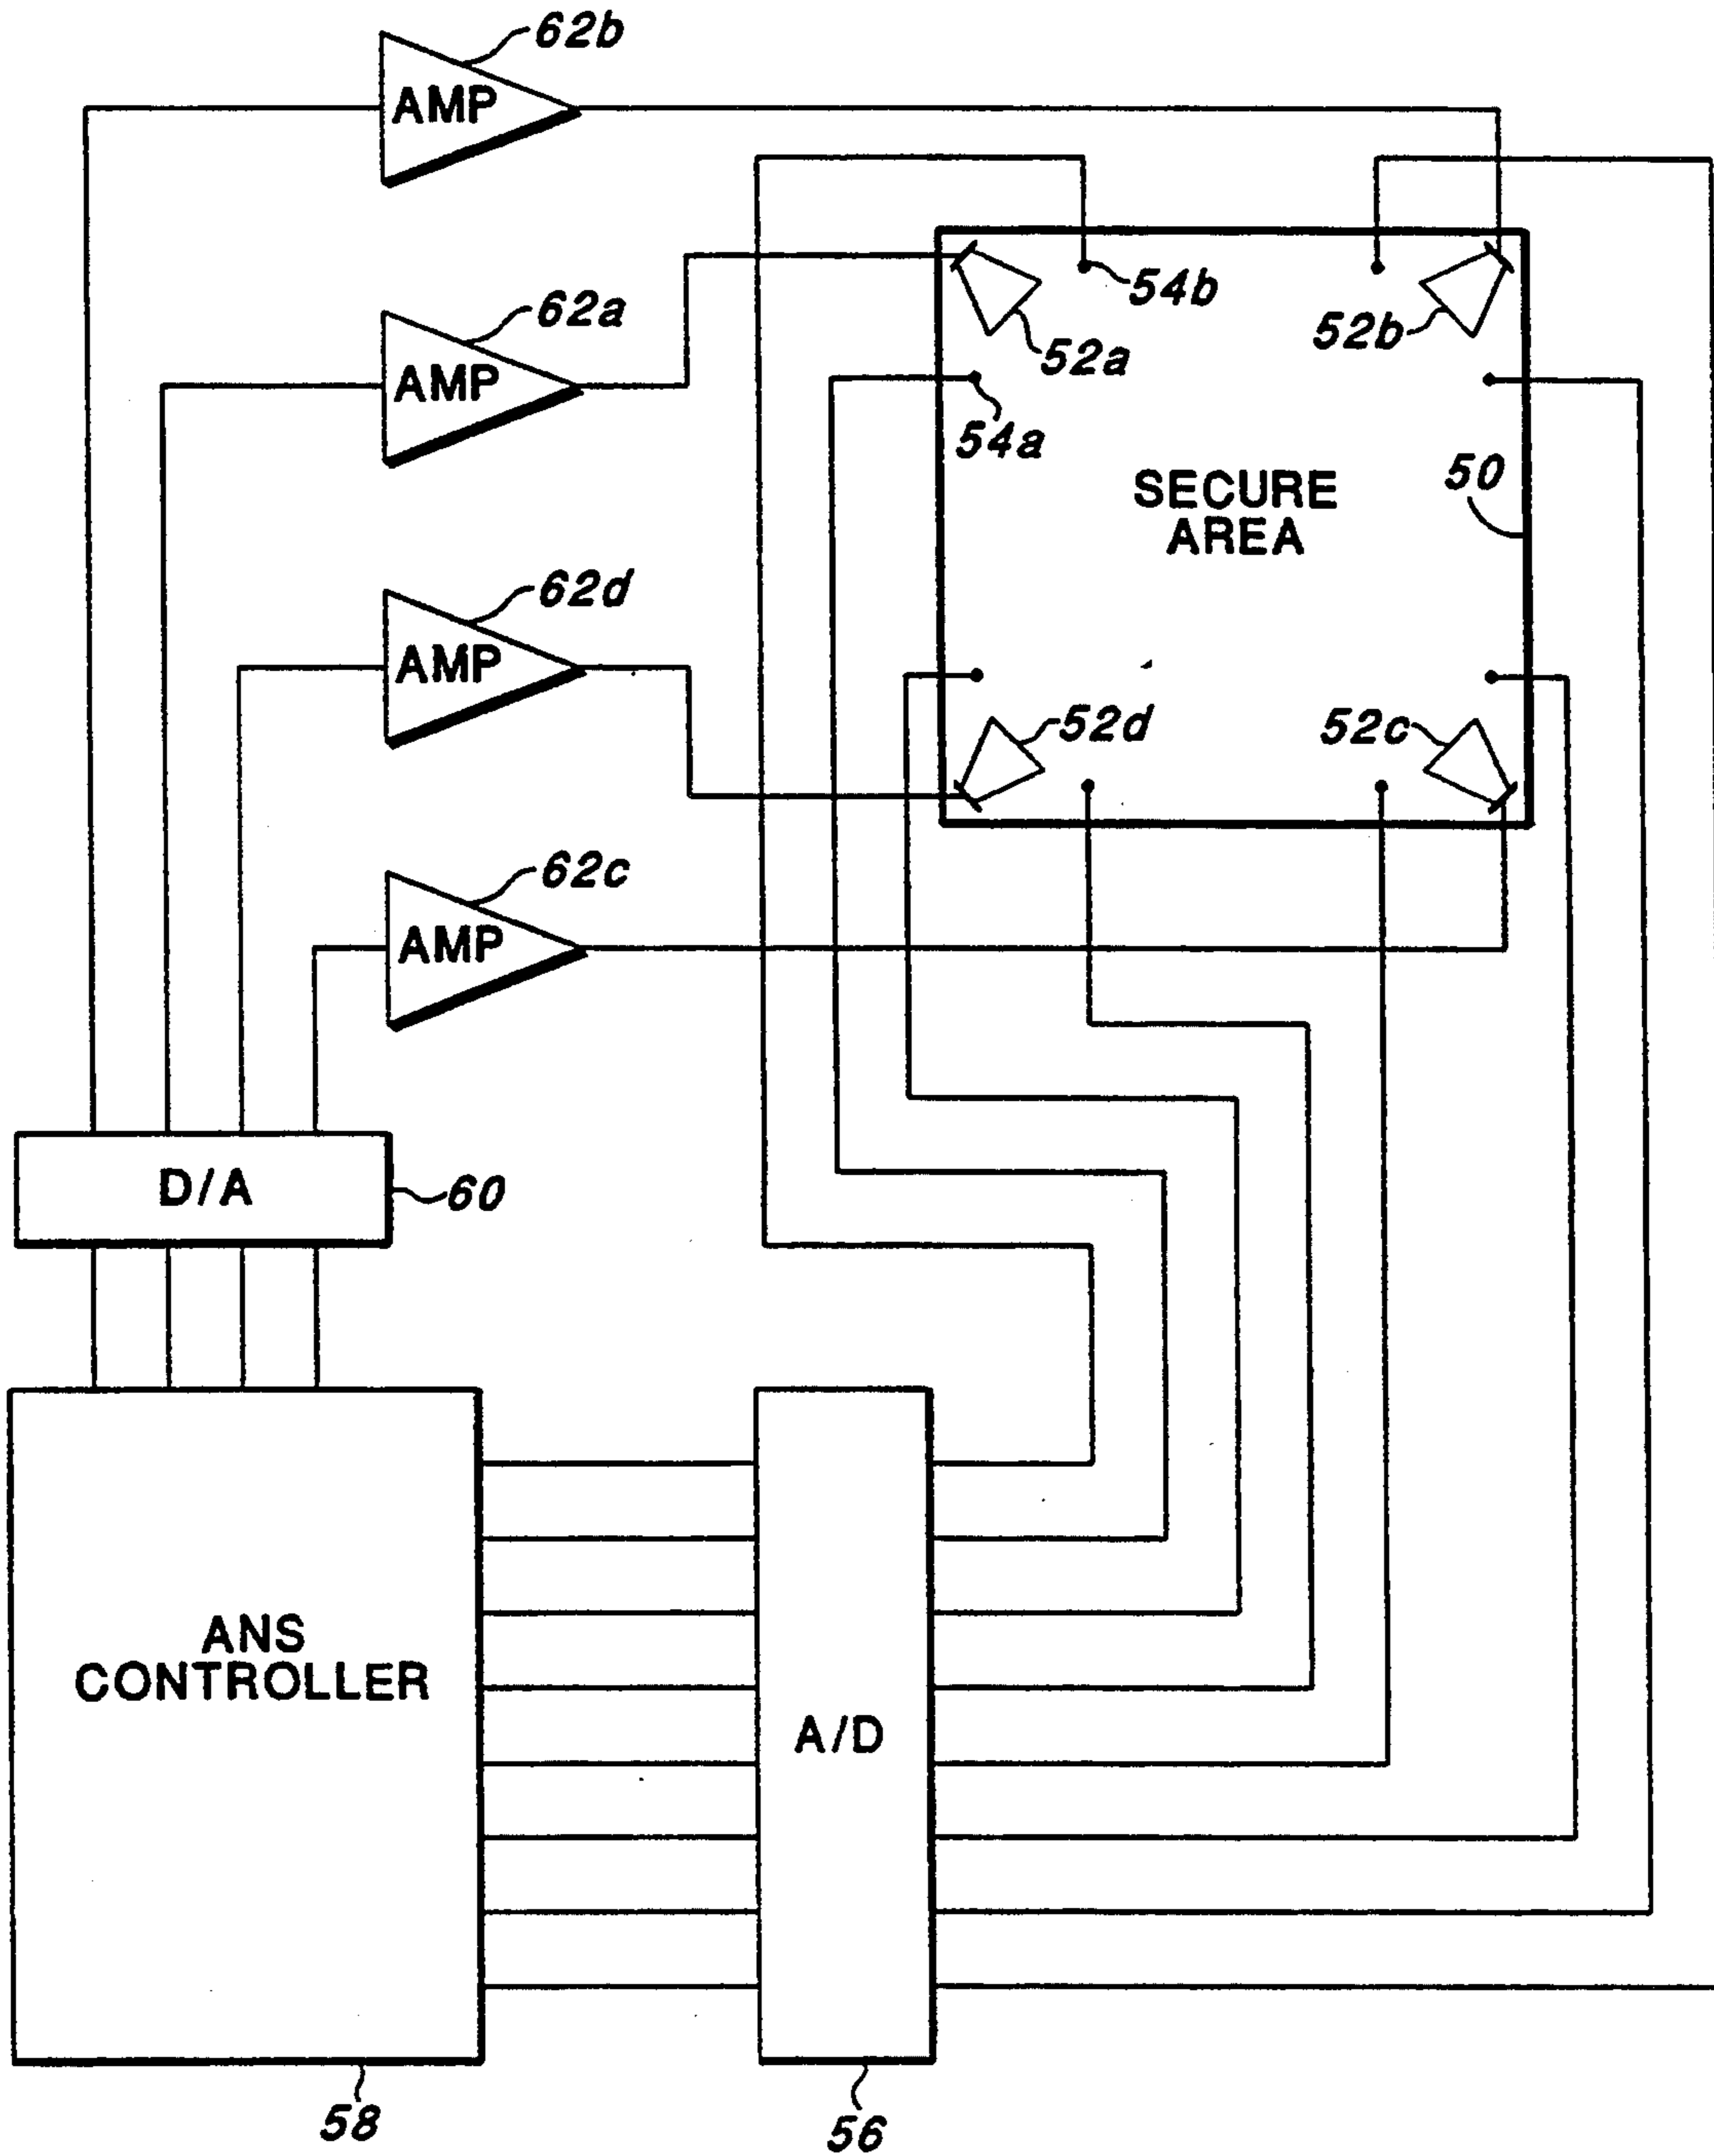 62b
AMP
62a
AMP
54b
52a
52b
54a
SECURE
AREA
50
62d
AMP
52d
52c
62c
AMP
D/A
60
ANS
CONTROLLER
A/D
58
56